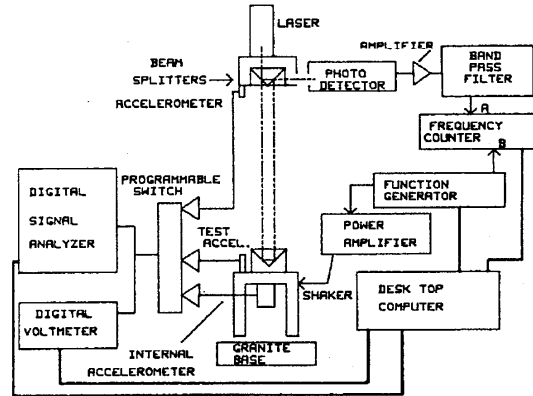 LASER
BEAM
SPLITTERS
ACCELEROMETER
PHOTO
DETECTOR
AMPLIFIER
BAND
PASS
FILTER
A
FREQUENCY
COUNTER
B
DIGITAL
SIGNAL
ANALYZER
PROGRAMMABLE
SWITCH
FUNCTION
GENERATOR
POWER
AMPLIFIER
TEST
ACCEL.
SHAKER
DESK TOP
COMPUTER
DIGITAL
VOLTMETER
INTERNAL
ACCELEROMETER
GRANITE
BASE